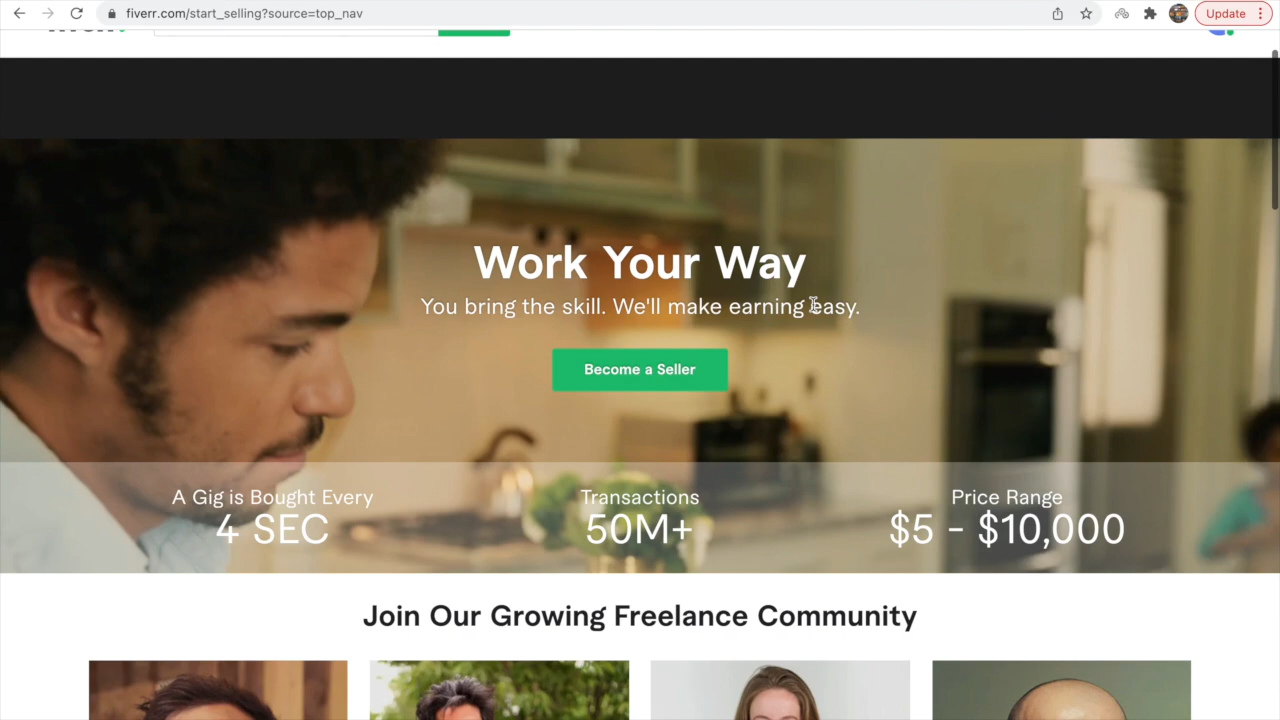 fiverr.com/start_selling?source=top_nav
Update
Work Your Way
You bring the skill. We'll make earning easy.
Become a Seller
A Gig is Bought Every
4 SEC
Transactions
50M+
Price Range
$5 - $10,000
Join Our Growing Freelance Community